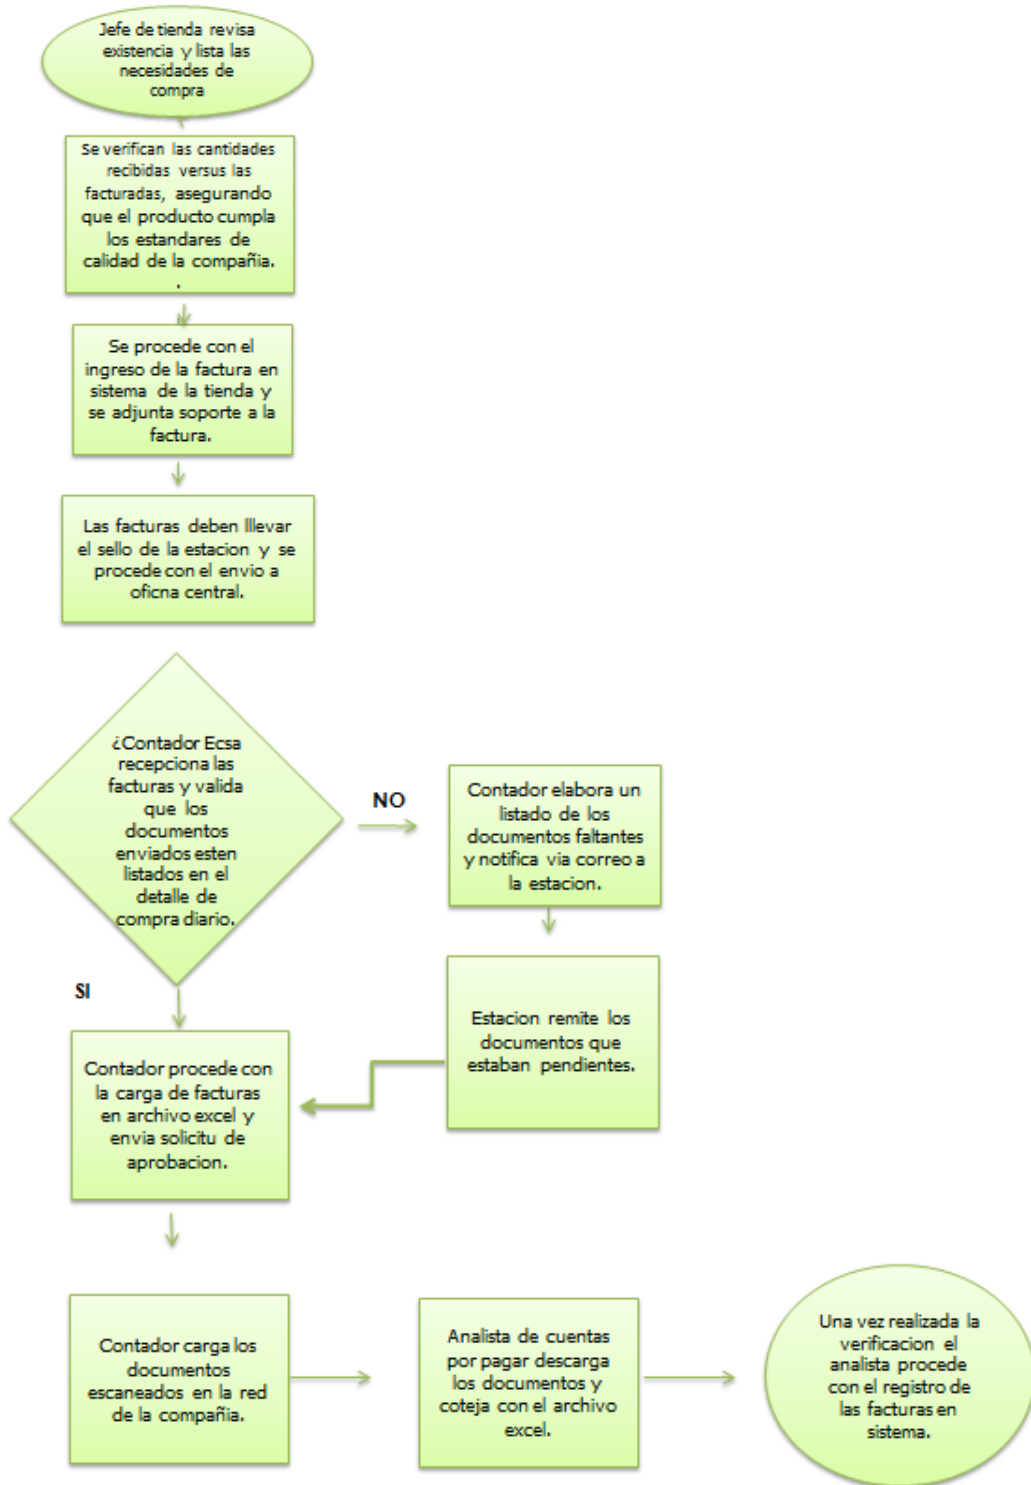 Jefe de tienda revisa
existencia y lista las
necesidades de
compra
Se verifican las cantidades
recibidas versus las
facturadas, asegurando
que el producto cumpla
los estandares de
calidad de la compañia.
.
Se procede con el
ingreso de la factura en
sistema de la tienda y
se adjunta soporte a la
factura.
Las facturas deben lllevar
el sello de la estacion y se
procede con el envio a
oficna central.
¿Contador Ecsa
recepciona las
facturas y valida
que los
documentos
enviados esten
listados en el
detalle de
compra diario.
NO
Contador elabora un
listado de los
documentos faltantes
y notifica via correo a
la estacion.
Estacion remite los
documentos que
estaban pendientes.
SI
Contador procede con
la carga de facturas
en archivo excel y
envia solicitu de
aprobacion.
Contador carga los
documentos
escaneados en la red
de la compañia.
Analista de cuentas
por pagar descarga
los documentos y
coteja con el archivo
excel.
Una vez realizada la
verificacion el
analista procede
con el registro de
las facturas en
sistema.